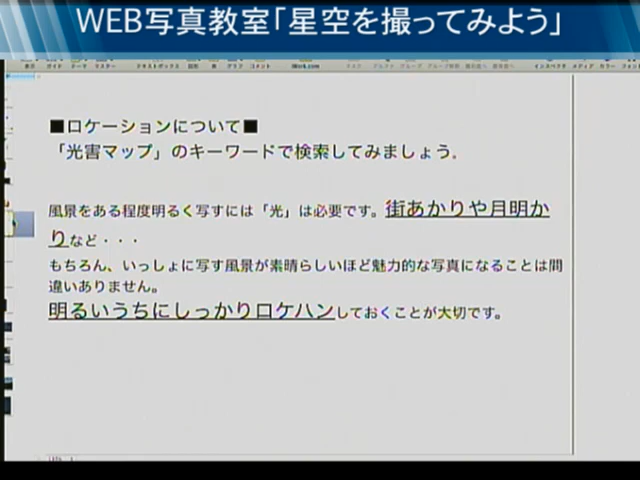 WEB写真教室「星空を撮ってみよう」
■ロケーションについて■
「光害マップ」のキーワードで検索してみましょう。
風景をある程度明るく写すには「光」は必要です。街あかりや月明か
りなど・・・
もちろん、いっしょに写す風景が素晴らしいほど魅力的な写真になることは間
違いありません。
明るいうちにしっかりロケハンしておくことが大切です。